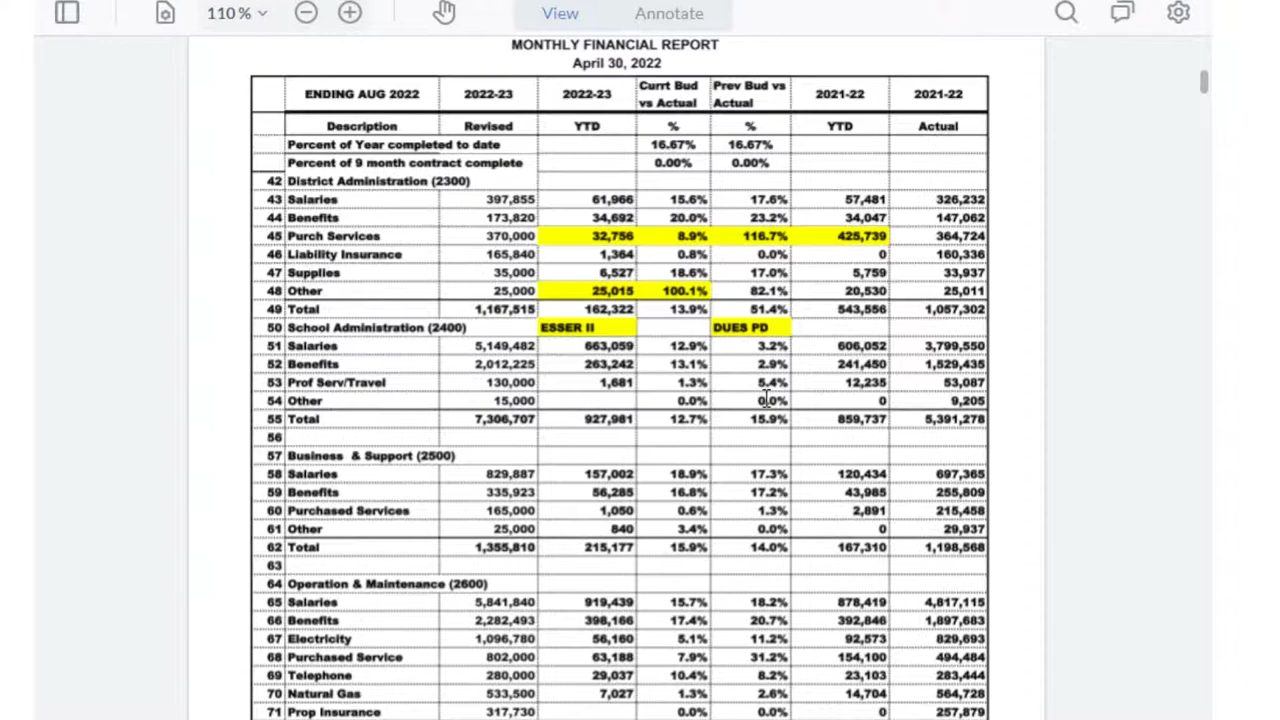 110 %
View
Annotate
MONTHLY FINANCIAL REPORT
April 30, 2022
ENDING AUG 2022 2022-23 2022-23 Currt Bud vs Actual Prev Bud vs Actual 2021-22 2021-22
Description Revised YTD % % YTD Actual
Percent of Year completed to date 16.67% 16.67%
Percent of 9 month contract complete 0.00% 0.00%
42 District Administration (2300)
43 Salaries 397,855 61,966 15.6% 17.6% 57,481 326,232
44 Benefits 173,820 34,692 20.0% 23.2% 34,047 147,062
45 Purch Services 370,000 32,756 8.9% 116.7% 425,739 364,724
46 Liability Insurance 165,840 1,364 0.8% 0.0% 0 160,336
47 Supplies 35,000 6,527 18.6% 17.0% 5,759 33,937
48 Other 25,000 25,015 100.1% 82.1% 20,530 25,011
49 Total 1,167,515 162,322 13.9% 51.4% 543,556 1,057,302
50 School Administration (2400) ESSER II DUES PD
51 Salaries 5,149,482 663,059 12.9% 3.2% 606,052 3,799,550
52 Benefits 2,012,225 263,242 13.1% 2.9% 241,450 1,529,435
53 Prof Serv/Travel 130,000 1,681 1.3% 5.4% 12,235 53,087
54 Other 15,000 0.0% 0.0% 0 9,205
55 Total 7,306,707 927,981 12.7% 15.9% 859,737 5,391,278
56
57 Business & Support (2500)
58 Salaries 829,887 157,002 18.9% 17.3% 120,434 697,365
59 Benefits 335,923 56,285 16.8% 17.2% 43,985 255,809
60 Purchased Services 165,000 1,050 0.6% 1.3% 2,891 215,458
61 Other 25,000 840 3.4% 0.0% 0 29,937
62 Total 1,355,810 215,177 15.9% 14.0% 167,310 1,198,568
63
64 Operation & Maintenance (2600)
65 Salaries 5,841,840 919,439 15.7% 18.2% 878,419 4,817,115
66 Benefits 2,282,493 398,166 17.4% 20.7% 392,846 1,897,683
67 Electricity 1,096,780 56,160 5.1% 11.2% 92,573 829,693
68 Purchased Service 802,000 63,188 7.9% 31.2% 154,100 494,484
69 Telephone 280,000 29,037 10.4% 8.2% 23,103 283,444
70 Natural Gas 533,500 7,027 1.3% 2.6% 14,704 564,728
71 Prop Insurance 317,730 0.0% 0.0% 0 257,879